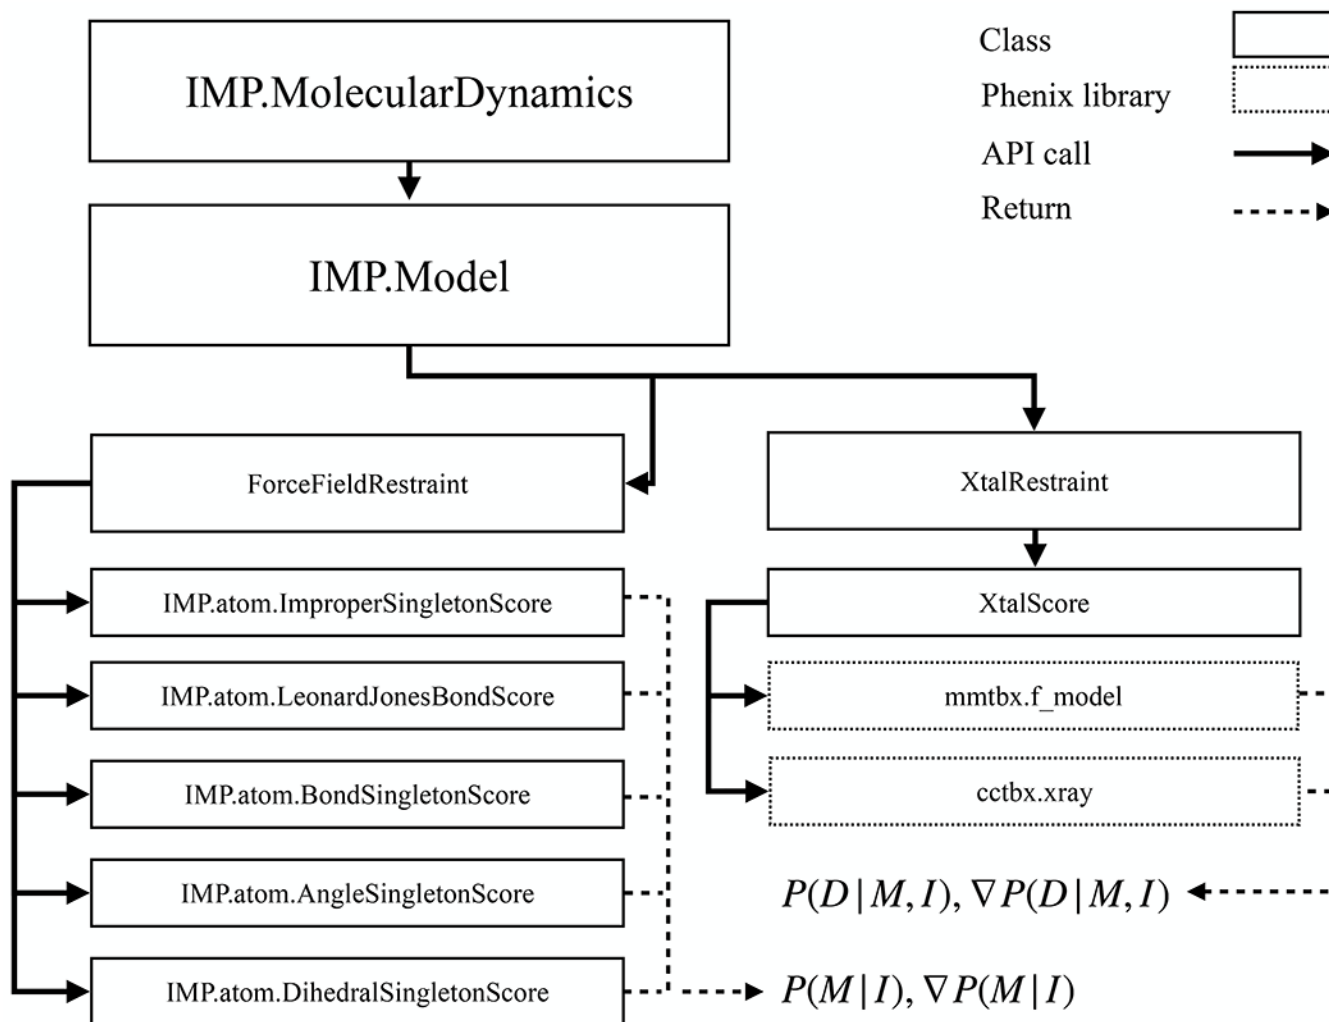 IMP.MolecularDynamics
Class
Phenix library
API call
Return
IMP.Model
ForceFieldRestraint
XtalRestraint
IMP.atom.ImproperSingletonScore
XtalScore
IMP.atom.LeonardJonesBondScore
mmtbx.f_model
IMP.atom.BondSingletonScore
cctbx.xray
IMP.atom.AngleSingletonScore
P(D|M,I), ∇P(D|M,I)
IMP.atom.DihedralSingletonScore
P(M|I), ∇P(M|I)